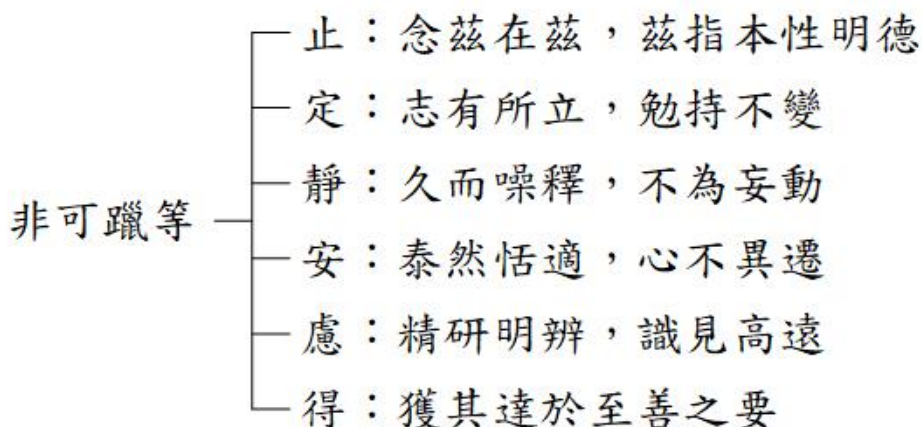 止：念茲在茲，茲指本性明德
定：志有所立，勉持不變
靜：久而噪釋，不為妄動
非可躐等
安：泰然恬適，心不異遷
慮：精研明辨，識見高遠
得：獲其達於至善之要